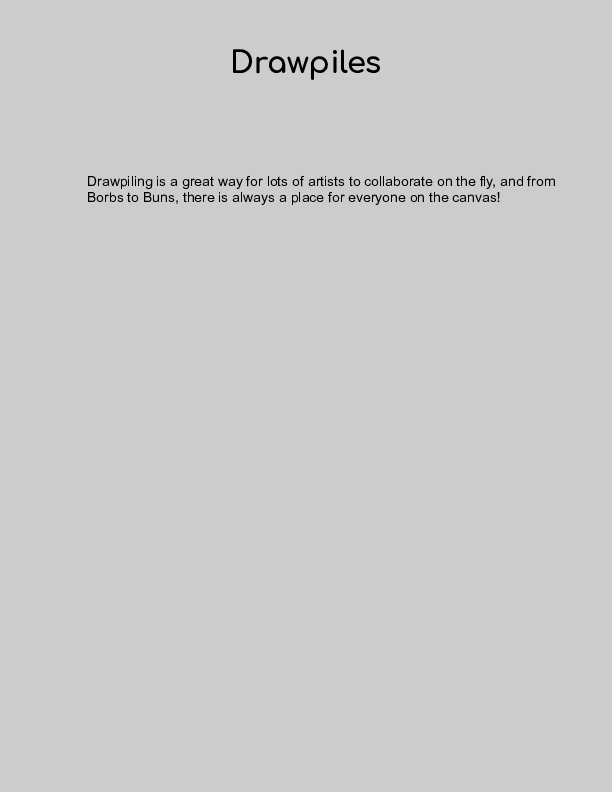 Drawpiles
Drawpiling is a great way for lots of artists to collaborate on the fly, and from
Borbs to Buns, there is always a place for everyone on the canvas!